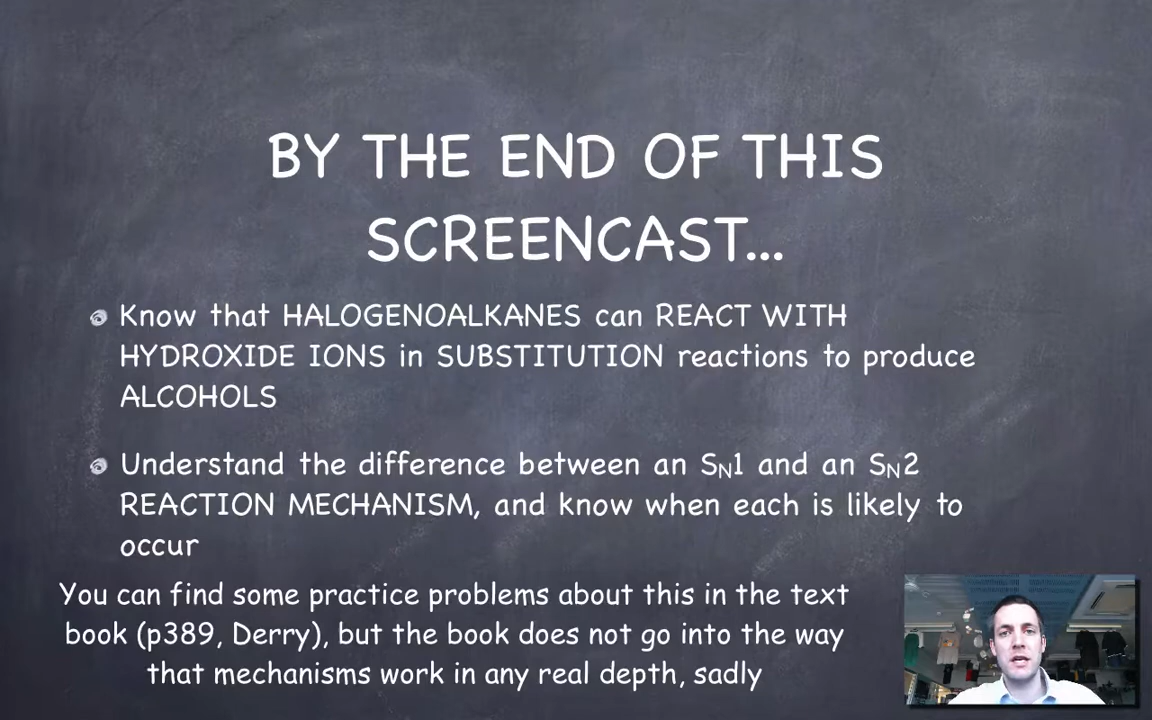 BY THE END OF THIS
SCREENCAST...
Know that HALOGENOALKANES can REACT WITH
HYDROXIDE IONS in SUBSTITUTION reactions to produce
ALCOHOLS
Understand the difference between an SN1 and an SN2
REACTION MECHANISM, and know when each is likely to
occur
You can find some practice problems about this in the text
book (p389, Derry), but the book does not go into the way
that mechanisms work in any real depth, sadly